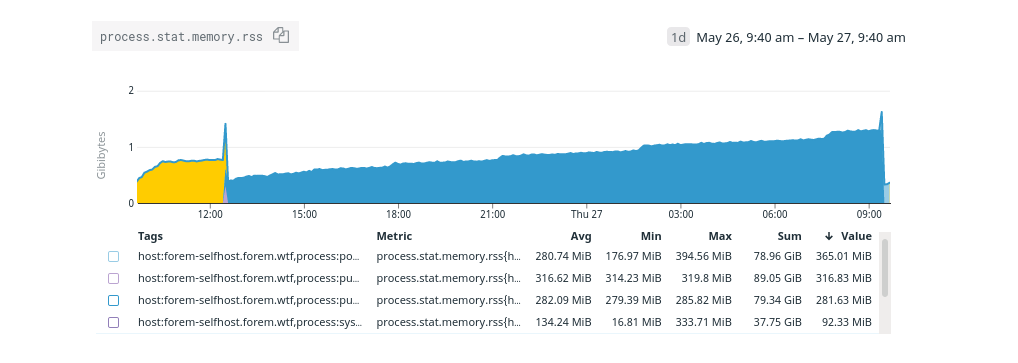 process.stat.memory.rss
1d May 26, 9:40 am – May 27, 9:40 am
Gibibytes
2
1
0
12:00 15:00 18:00 21:00 Thu 27 03:00 06:00 09:00
Tags Metric Avg Min Max Sum ↓ Value
host:forem-selfhost.forem.wtf,process:po... process.stat.memory.rss{h... 280.74 MiB 176.97 MiB 394.56 MiB 78.96 GiB 365.01 MiB
host:forem-selfhost.forem.wtf,process:pu... process.stat.memory.rss{h... 316.62 MiB 314.23 MiB 319.8 MiB 89.05 GiB 316.83 MiB
host:forem-selfhost.forem.wtf,process:pu... process.stat.memory.rss{h... 282.09 MiB 279.39 MiB 285.82 MiB 79.34 GiB 281.63 MiB
host:forem-selfhost.forem.wtf,process:sys... process.stat.memory.rss{h... 134.24 MiB 16.81 MiB 333.71 MiB 37.75 GiB 92.33 MiB